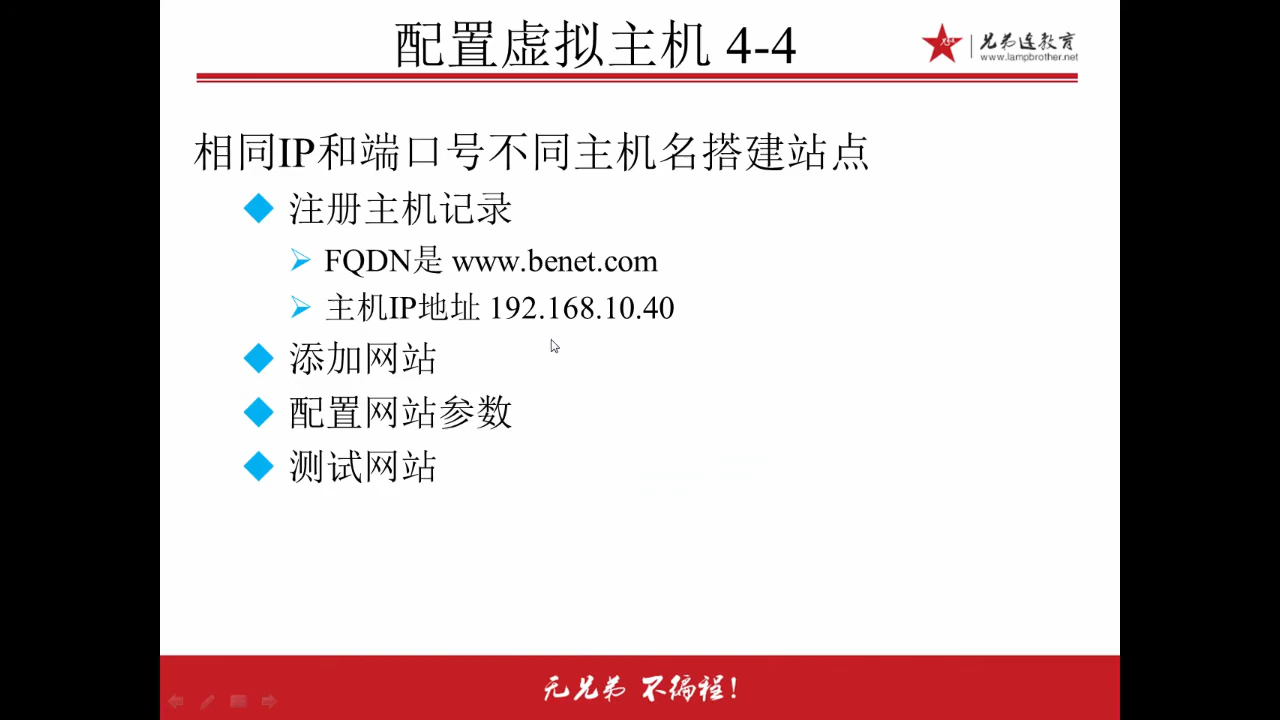 配置虚拟主机 4-4
兄弟连教育
www.lampbrother.net
相同IP和端口号不同主机名搭建站点
注册主机记录
FQDN是 www.benet.com
主机IP地址 192.168.10.40
添加网站
配置网站参数
测试网站
无兄弟 不编程!